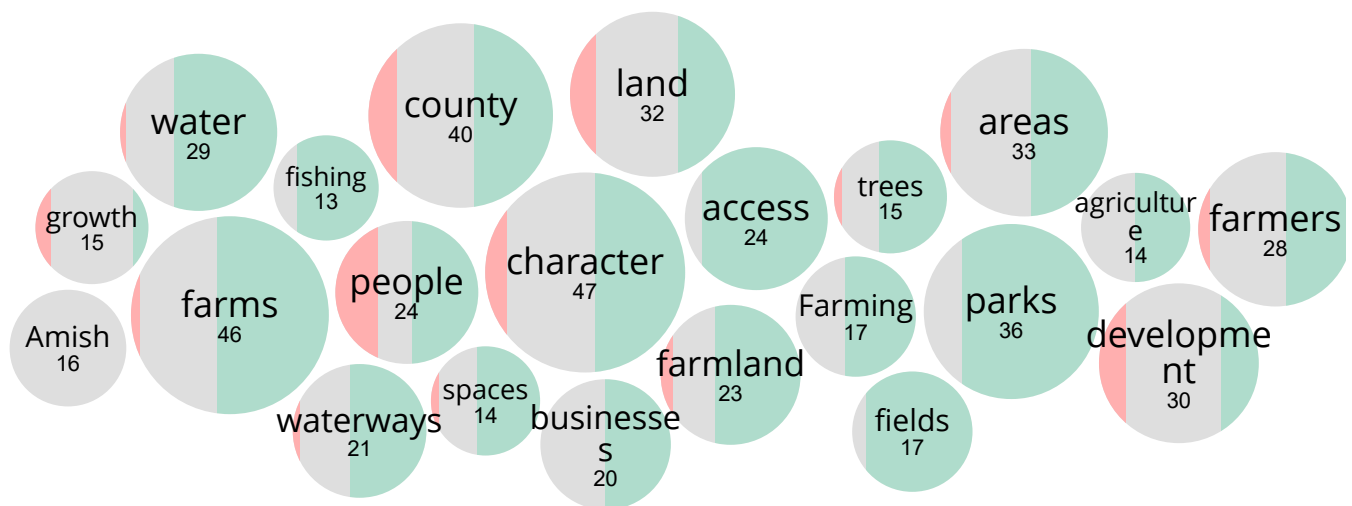 water
29
county
40
land
32
areas
33
fishing
13
trees
15
growth
15
access
24
agricultur
e
14
farmers
28
character
47
people
24
farms
46
Farming
17
parks
36
Amish
16
developme
nt
30
farmland
23
spaces
14
waterways
21
businesse
s
20
fields
17